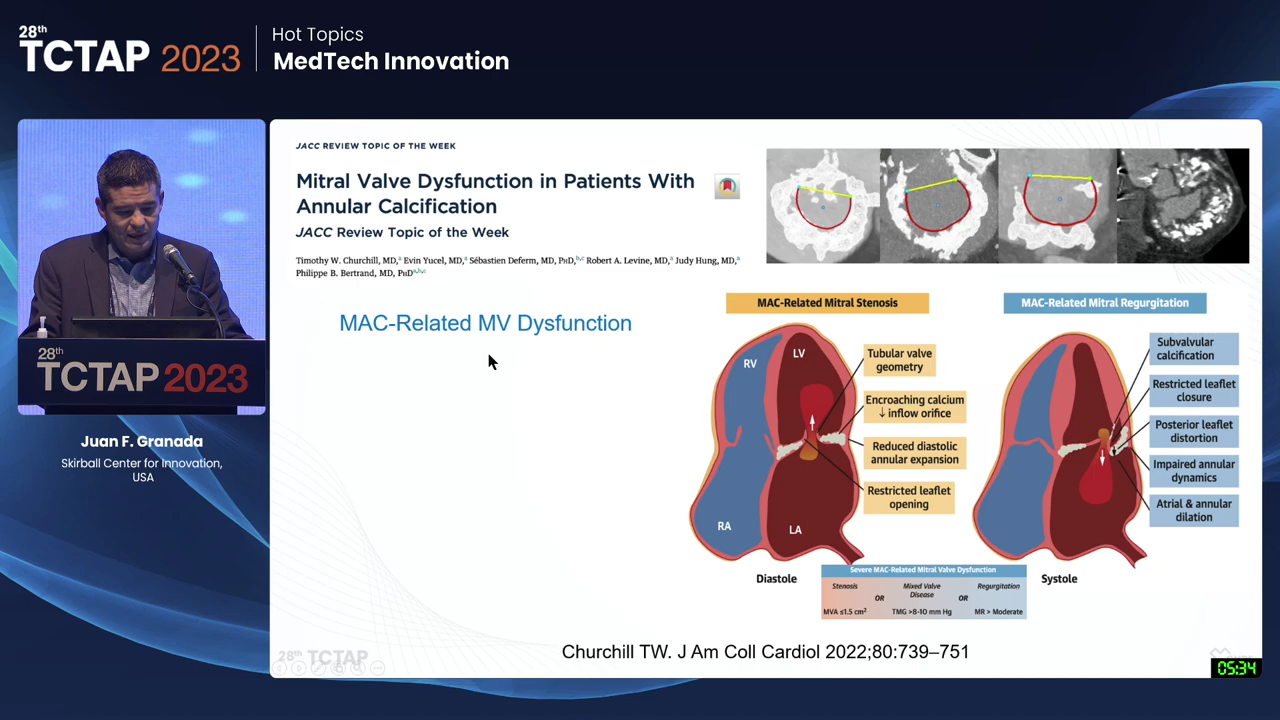 28th
TCTAP 2023
Hot Topics
MedTech Innovation
28th
TCTAP 2023
Juan F. Granada
Skirball Center for Innovation,
USA
JACC REVIEW TOPIC OF THE WEEK
Mitral Valve Dysfunction in Patients With
Annular Calcification
JACC Review Topic of the Week
Timothy W. Churchill, MD,a Evin Yucel, MD,a Sébastien Deferm, MD, PhD,b,c Robert A. Levine, MD,a Judy Hung, MD,a
Philippe B. Bertrand, MD, PhDa,b,c
MAC-Related MV Dysfunction
MAC-Related Mitral Stenosis
RV
LV
RA
LA
Tubular valve
geometry
Encroaching calcium
↓ inflow orifice
Reduced diastolic
annular expansion
Restricted leaflet
opening
Diastole
MAC-Related Mitral Regurgitation
Subvalvular
calcification
Restricted leaflet
closure
Posterior leaflet
distortion
Impaired annular
dynamics
Atrial & annular
dilation
Systole
Severe MAC-Related Mitral Valve Dysfunction
Stenosis OR Mixed Valve Disease OR Regurgitation
MVA ≤1.5 cm² TMG >8-10 mm Hg MR > Moderate
Churchill TW. J Am Coll Cardiol 2022;80:739–751
28th TCTAP
05:34